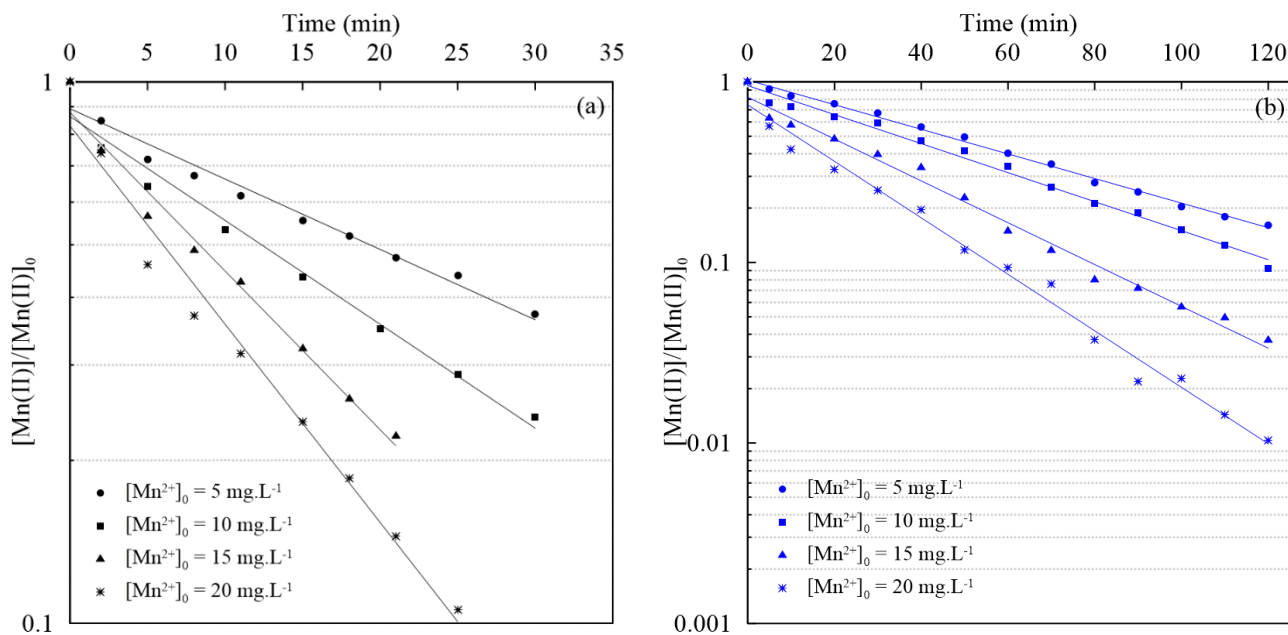 Time (min)
0 5 10 15 20 25 30 35
1
0.1
[Mn(II)]/[Mn(II)]₀
(a)
[Mn²⁺]₀ = 5 mg.L⁻¹
[Mn²⁺]₀ = 10 mg.L⁻¹
[Mn²⁺]₀ = 15 mg.L⁻¹
[Mn²⁺]₀ = 20 mg.L⁻¹
Time (min)
0 20 40 60 80 100 120
1
0.1
0.01
0.001
[Mn(II)]/[Mn(II)]₀
(b)
[Mn²⁺]₀ = 5 mg.L⁻¹
[Mn²⁺]₀ = 10 mg.L⁻¹
[Mn²⁺]₀ = 15 mg.L⁻¹
[Mn²⁺]₀ = 20 mg.L⁻¹